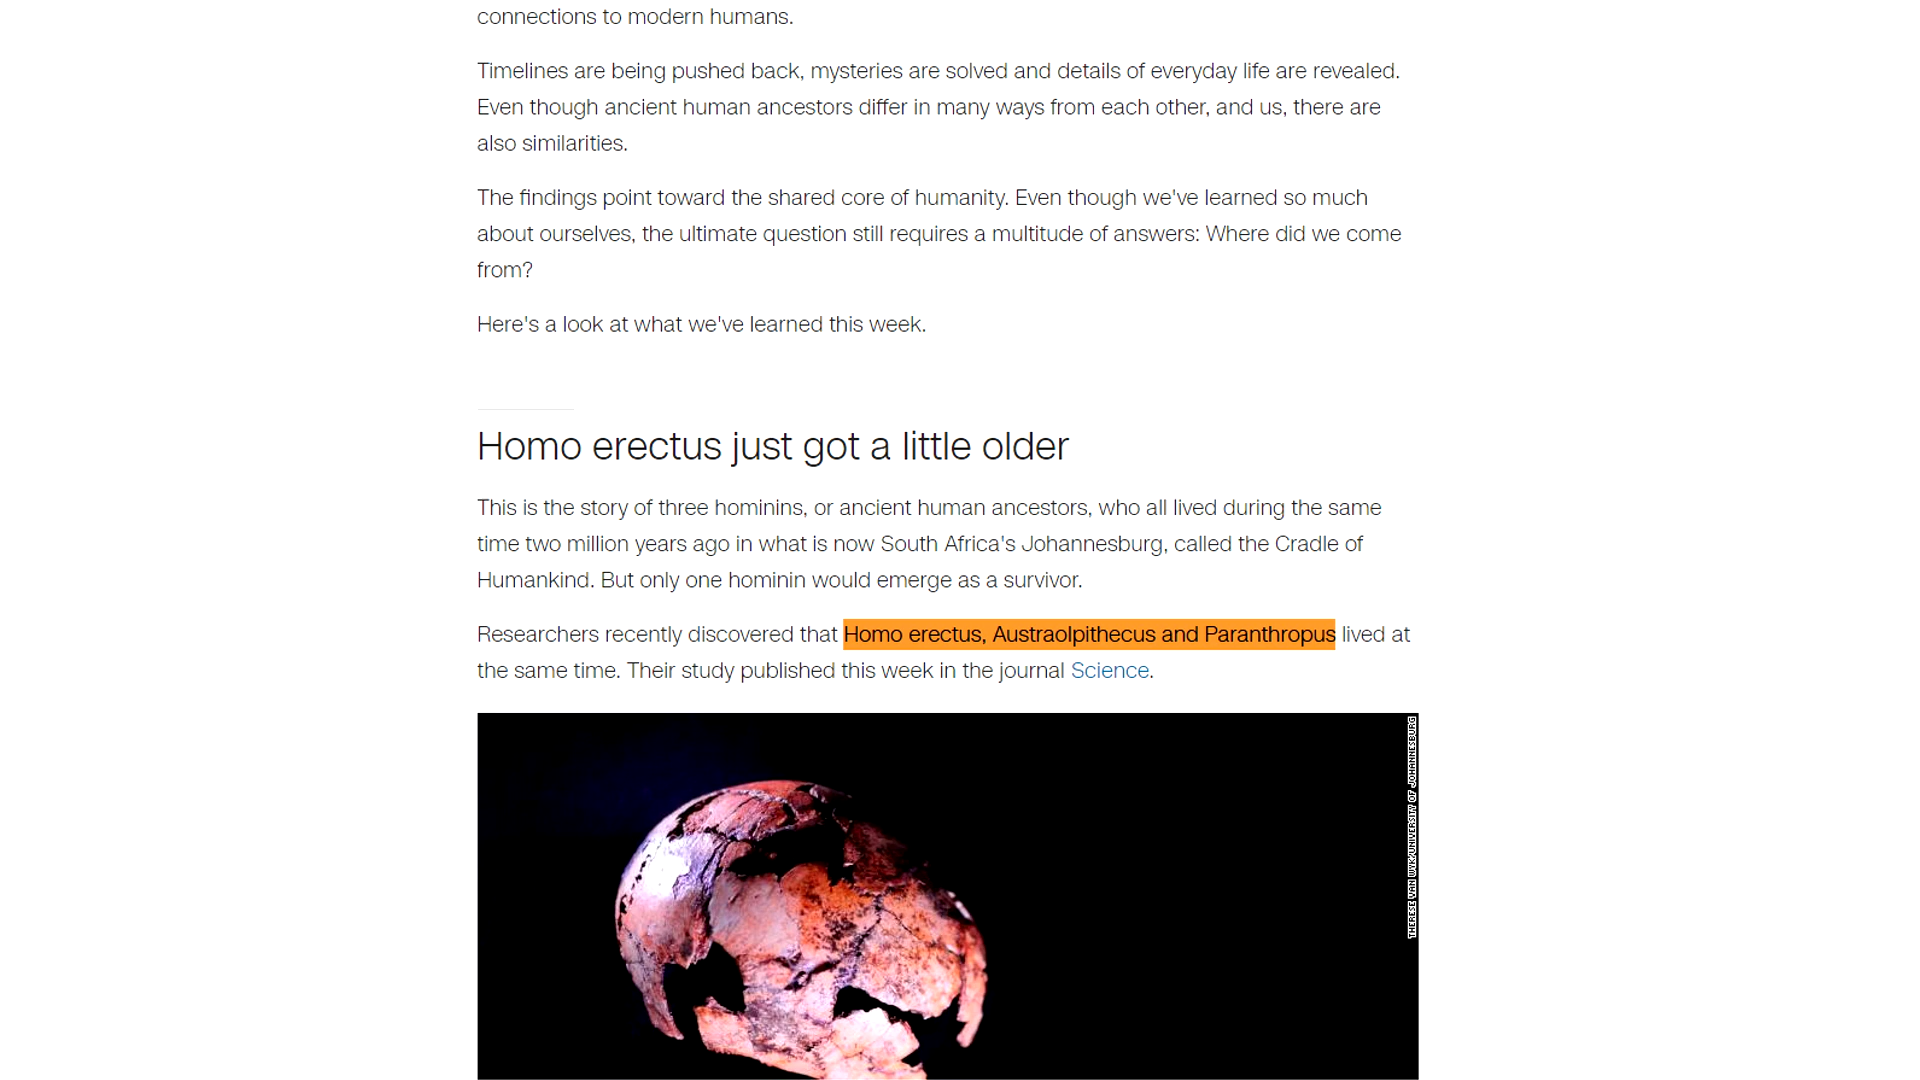 connections to modern humans.
Timelines are being pushed back, mysteries are solved and details of everyday life are revealed.
Even though ancient human ancestors differ in many ways from each other, and us, there are
also similarities.
The findings point toward the shared core of humanity. Even though we've learned so much
about ourselves, the ultimate question still requires a multitude of answers: Where did we come
from?
Here's a look at what we've learned this week.
Homo erectus just got a little older
This is the story of three hominins, or ancient human ancestors, who all lived during the same
time two million years ago in what is now South Africa's Johannesburg, called the Cradle of
Humankind. But only one hominin would emerge as a survivor.
Researchers recently discovered that Homo erectus, Austraolpithecus and Paranthropus lived at
the same time. Their study published this week in the journal Science.
THERESE VAN WYK/UNIVERSITY OF JOHANNESBURG